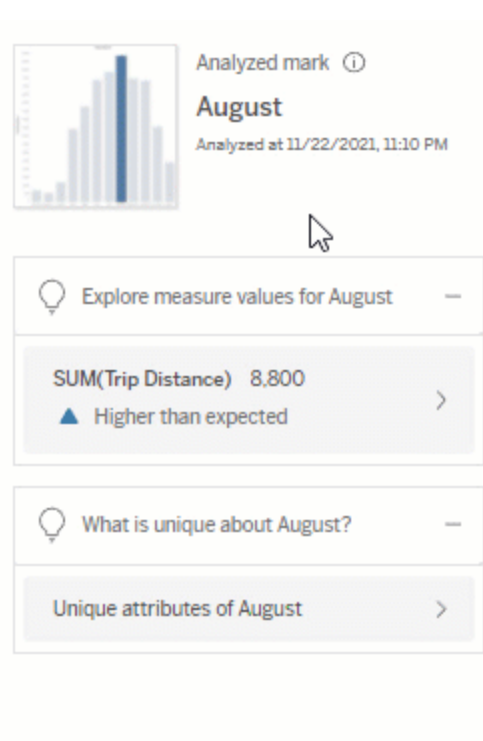 Analyzed mark
August
Analyzed at 11/22/2021, 11:10 PM
Explore measure values for August
SUM(Trip Distance) 8,800
Higher than expected
What is unique about August?
Unique attributes of August